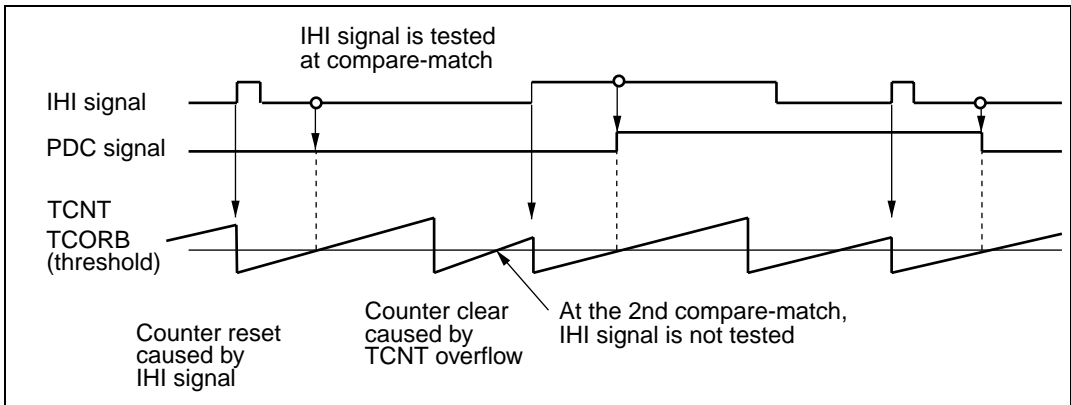 IHI signal is tested
at compare-match
IHI signal
PDC signal
TCNT
TCORB
(threshold)
Counter reset
caused by
IHI signal
Counter clear
caused by
TCNT overflow
At the 2nd compare-match,
IHI signal is not tested